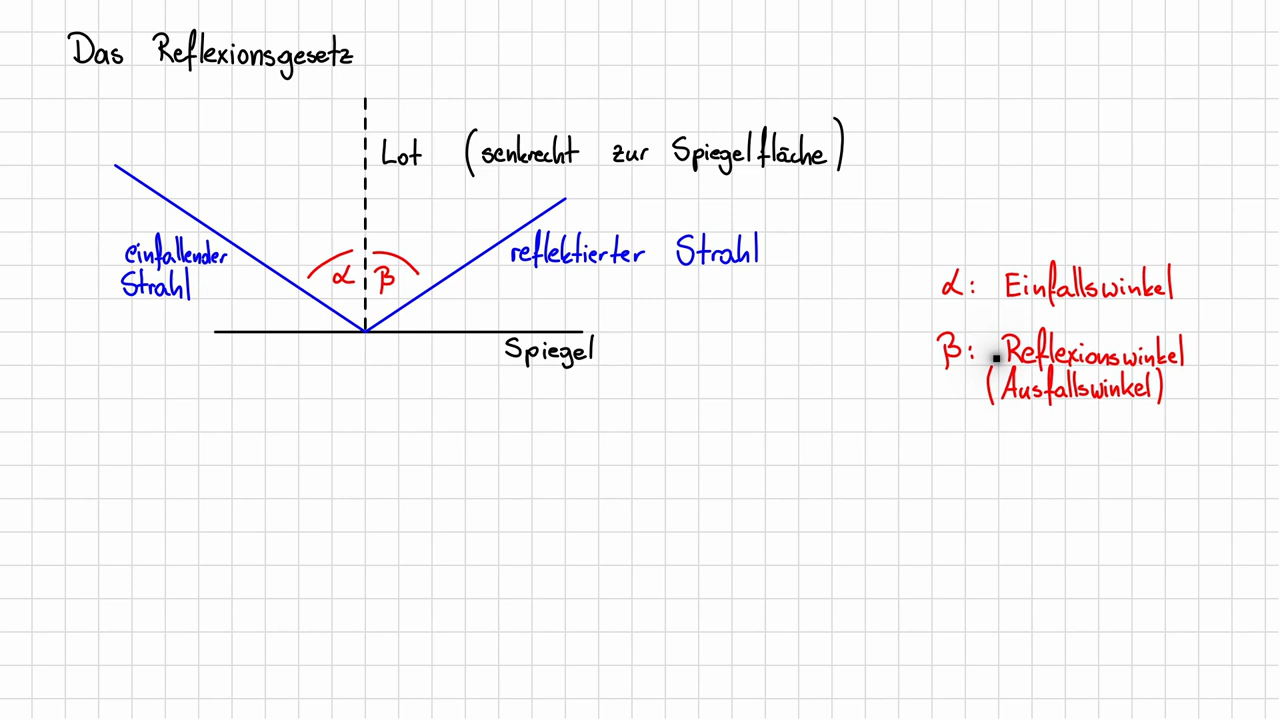 Das Reflexionsgesetz
Lot (senkrecht zur Spiegelfläche)
einfallender
Strahl
α β
reflektierter Strahl
Spiegel
α: Einfallswinkel
β: Reflexionswinkel
(Ausfallswinkel)